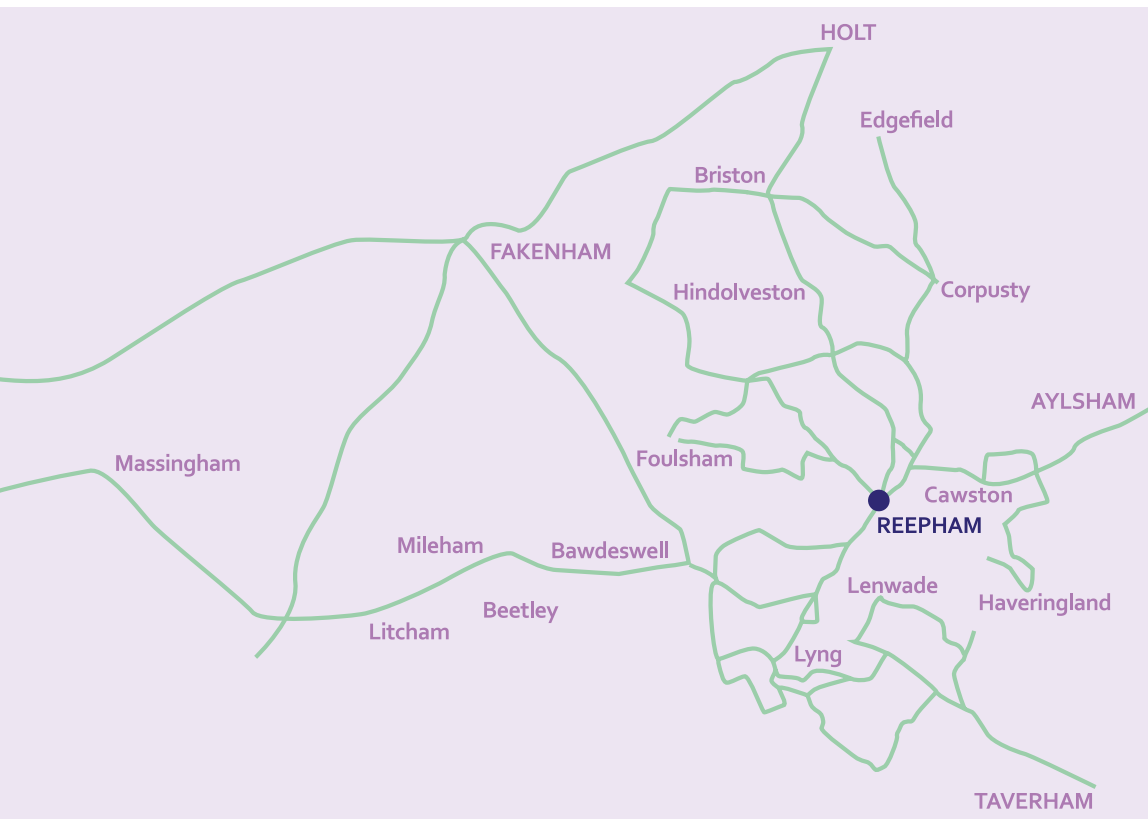 HOLT
Edgefield
Briston
FAKENHAM
Hindolveston
Corpusty
AYLSHAM
Massingham
Foulsham
Cawston
REEPHAM
Mileham
Bawdeswell
Lenwade
Beetley
Haveringland
Litcham
Lyng
TAVERHAM